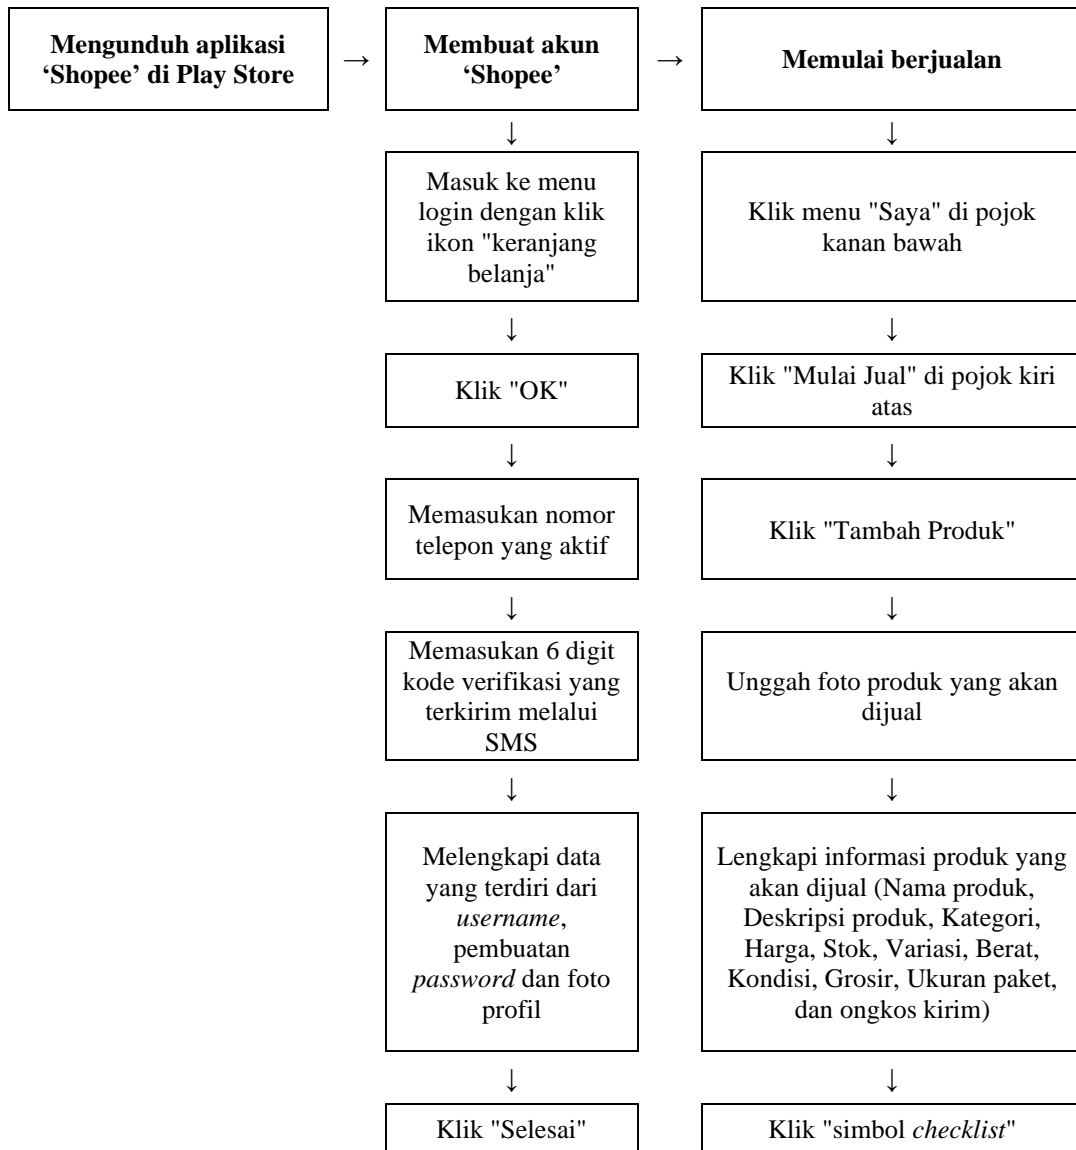 Mengunduh aplikasi
‘Shopee’ di Play Store
→
Membuat akun
‘Shopee’
→
Memulai berjualan
↓
↓
Masuk ke menu
login dengan klik
ikon "keranjang
belanja"
Klik menu "Saya" di pojok
kanan bawah
↓
↓
Klik "OK"
Klik "Mulai Jual" di pojok kiri
atas
↓
↓
Memasukan nomor
telepon yang aktif
Klik "Tambah Produk"
↓
↓
Memasukan 6 digit
kode verifikasi yang
terkirim melalui
SMS
Unggah foto produk yang akan
dijual
↓
↓
Melengkapi data
yang terdiri dari
username,
pembuatan
password dan foto
profil
Lengkapi informasi produk yang
akan dijual (Nama produk,
Deskripsi produk, Kategori,
Harga, Stok, Variasi, Berat,
Kondisi, Grosir, Ukuran paket,
dan ongkos kirim)
↓
↓
Klik "Selesai"
Klik "simbol checklist"